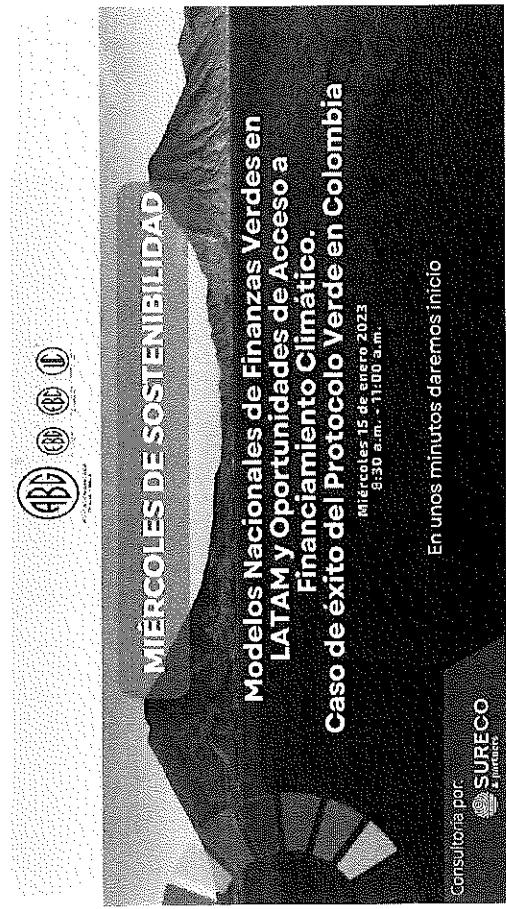 ABG
MIÉRCOLES DE SOSTENIBILIDAD
Modelos Nacionales de Finanzas Verdes en
LATAM y Oportunidades de Acceso a
Financiamiento Climático.
Caso de éxito del Protocolo Verde en Colombia
Miércoles 15 de enero 2023
8:30 a.m. - 11:00 a.m.
En unos minutos daremos inicio
Consultoría por:
SURECO
& partners